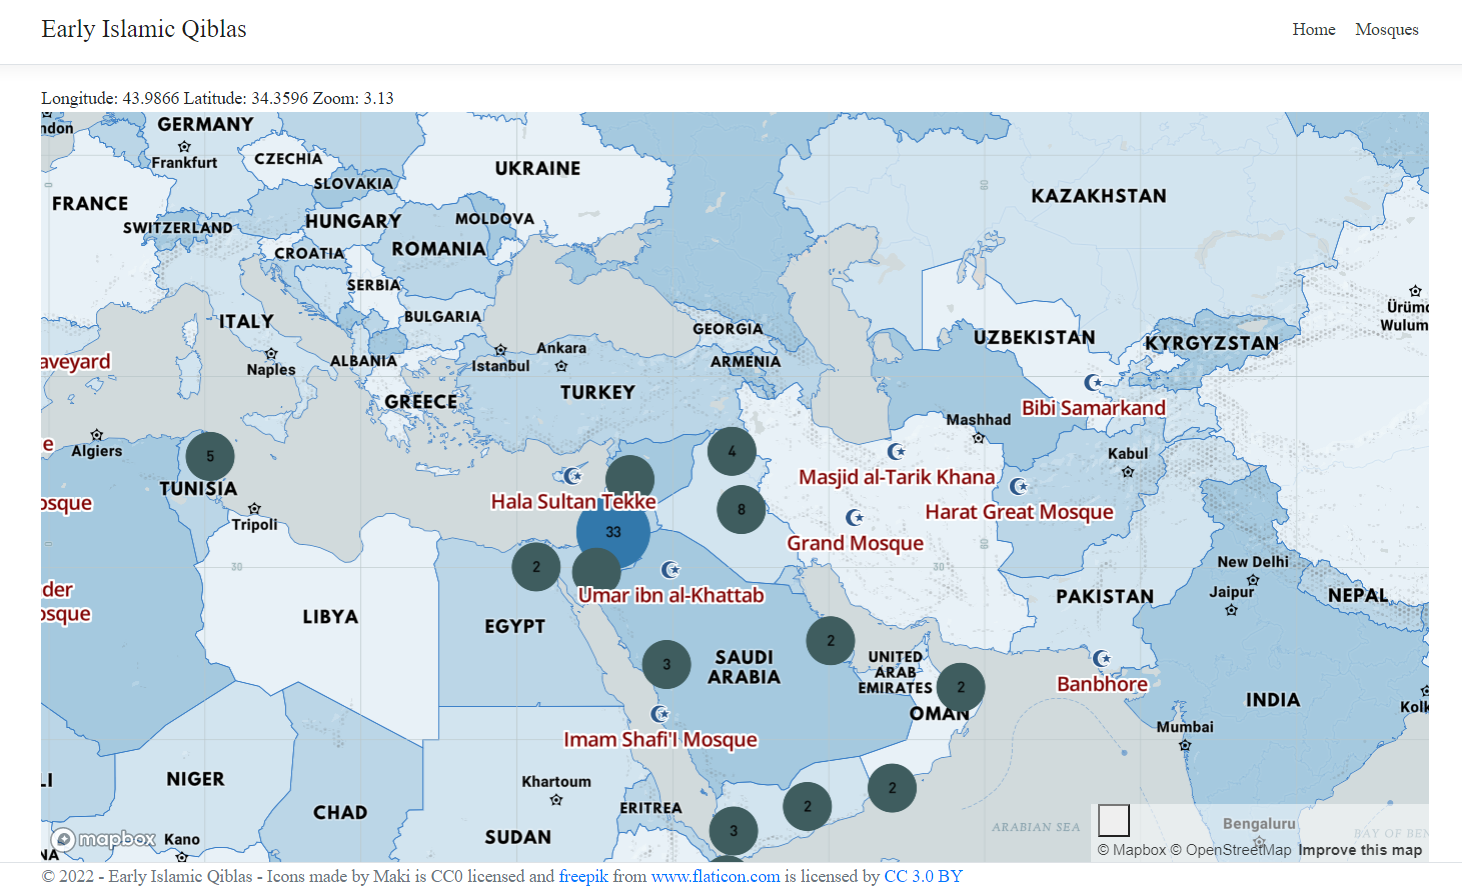 Early Islamic Qiblas
Home Mosques
Longitude: 43.9866 Latitude: 34.3596 Zoom: 3.13
ndon
GERMANY
Frankfurt
CZECHIA
SLOVAKIA
UKRAINE
FRANCE
SWITZERLAND
HUNGARY
MOLDOVA
KAZAKHSTAN
CROATIA
ROMANIA
SERBIA
ITALY
BULGARIA
GEORGIA
UZBEKISTAN
KYRGYZSTAN
Ürümq
Wulum
aveyard
Naples
ALBANIA
Istanbul
Ankara
ARMENIA
TURKEY
GREECE
Bibi Samarkand
Mashhad
e
Algiers
5
TUNISIA
4
Masjid al-Tarik Khana
Kabul
osque
Tripoli
Hala Sultan Tekke
8
Harat Great Mosque
33
Grand Mosque
30
30
60
60
2
der
osque
Umar ibn al-Khattab
New Delhi
Jaipur
NEPAL
PAKISTAN
LIBYA
EGYPT
3
SAUDI
ARABIA
2
UNITED
ARAB
EMIRATES
2
OMAN
Banbhore
INDIA
Kolk
Imam Shafi'I Mosque
Mumbai
LI
NIGER
CHAD
Khartoum
ERITREA
2
2
3
SUDAN
Kano
NA
mapbox
ARABIAN SEA
Bengaluru
BAY OF BEN
© Mapbox © OpenStreetMap Improve this map
© 2022 - Early Islamic Qiblas - Icons made by Maki is CC0 licensed and freepik from www.flaticon.com is licensed by CC 3.0 BY